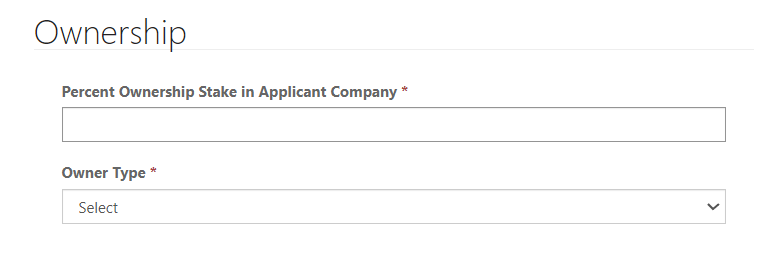 Ownership
Percent Ownership Stake in Applicant Company *
Owner Type *
Select